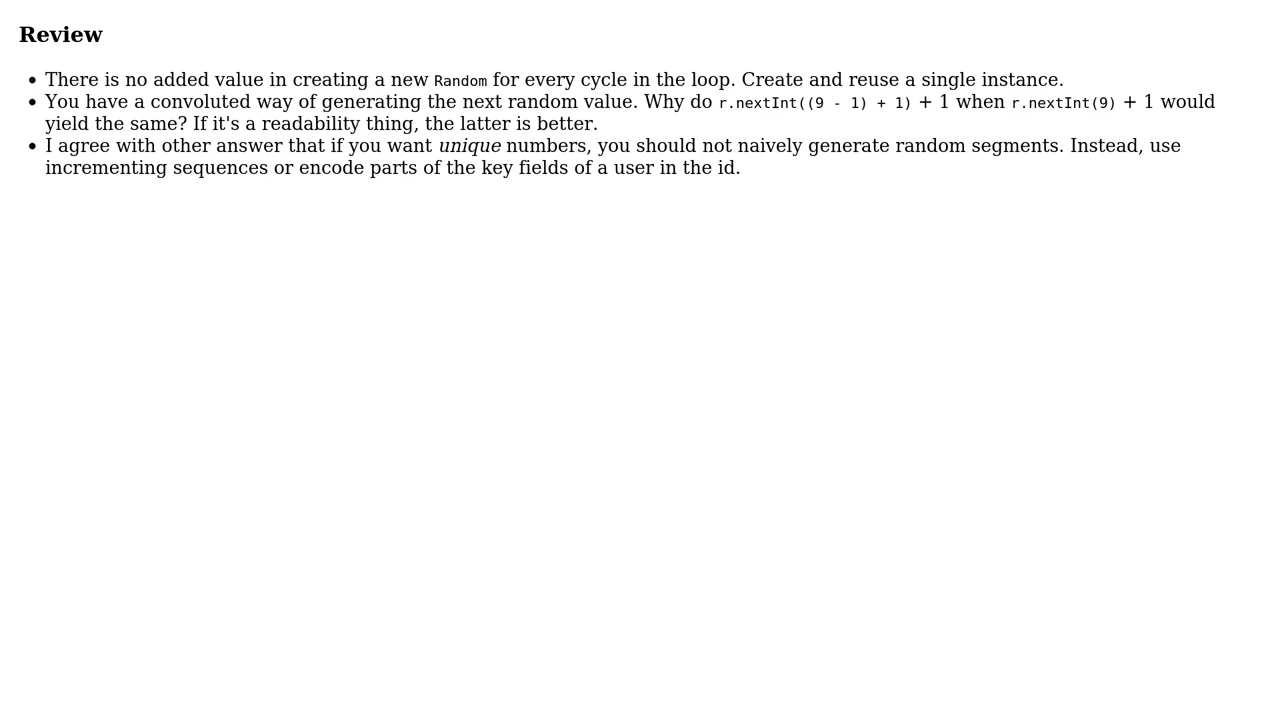 Review
• There is no added value in creating a new Random for every cycle in the loop. Create and reuse a single instance.
• You have a convoluted way of generating the next random value. Why do r.nextInt((9 - 1) + 1) + 1 when r.nextInt(9) + 1 would
yield the same? If it's a readability thing, the latter is better.
• I agree with other answer that if you want unique numbers, you should not naively generate random segments. Instead, use
incrementing sequences or encode parts of the key fields of a user in the id.